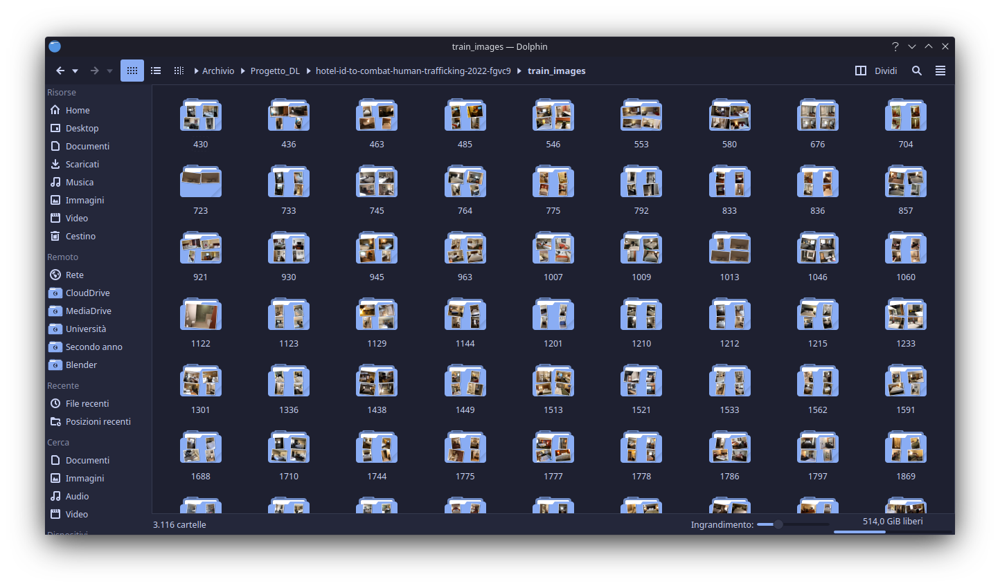 train_images — Dolphin
Archivio Progetto_DL hotel-id-to-combat-human-trafficking-2022-fgvc9 train_images Dividi
Risorse
Home
Desktop
Documenti
Scaricati
Musica
Immagini
Video
Cestino
Remoto
Rete
CloudDrive
MediaDrive
Università
Secondo anno
Blender
Recente
File recenti
Posizioni recenti
Cerca
Documenti
Immagini
Audio
Video
Dispositivi
430 436 463 485 546 553 580 676 704
723 733 745 764 775 792 833 836 857
921 930 945 963 1007 1009 1013 1046 1060
1122 1123 1129 1144 1201 1210 1212 1215 1233
1301 1336 1438 1449 1513 1521 1533 1562 1591
1688 1710 1744 1775 1777 1778 1786 1797 1869
3.116 cartelle Ingrandimento: 514,0 GiB liberi